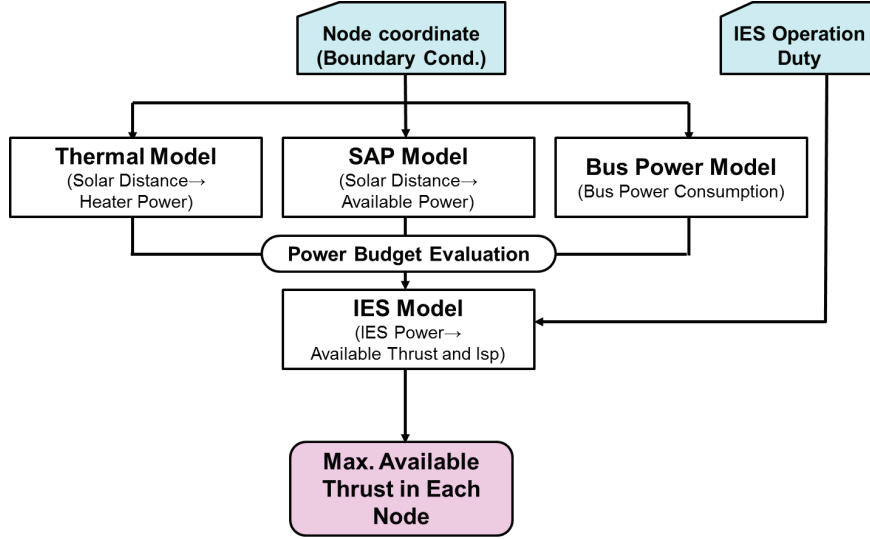 Node coordinate
(Boundary Cond.)
IES Operation
Duty
Thermal Model
(Solar Distance→
Heater Power)
SAP Model
(Solar Distance→
Available Power)
Bus Power Model
(Bus Power Consumption)
Power Budget Evaluation
IES Model
(IES Power→
Available Thrust and Isp)
Max. Available
Thrust in Each
Node